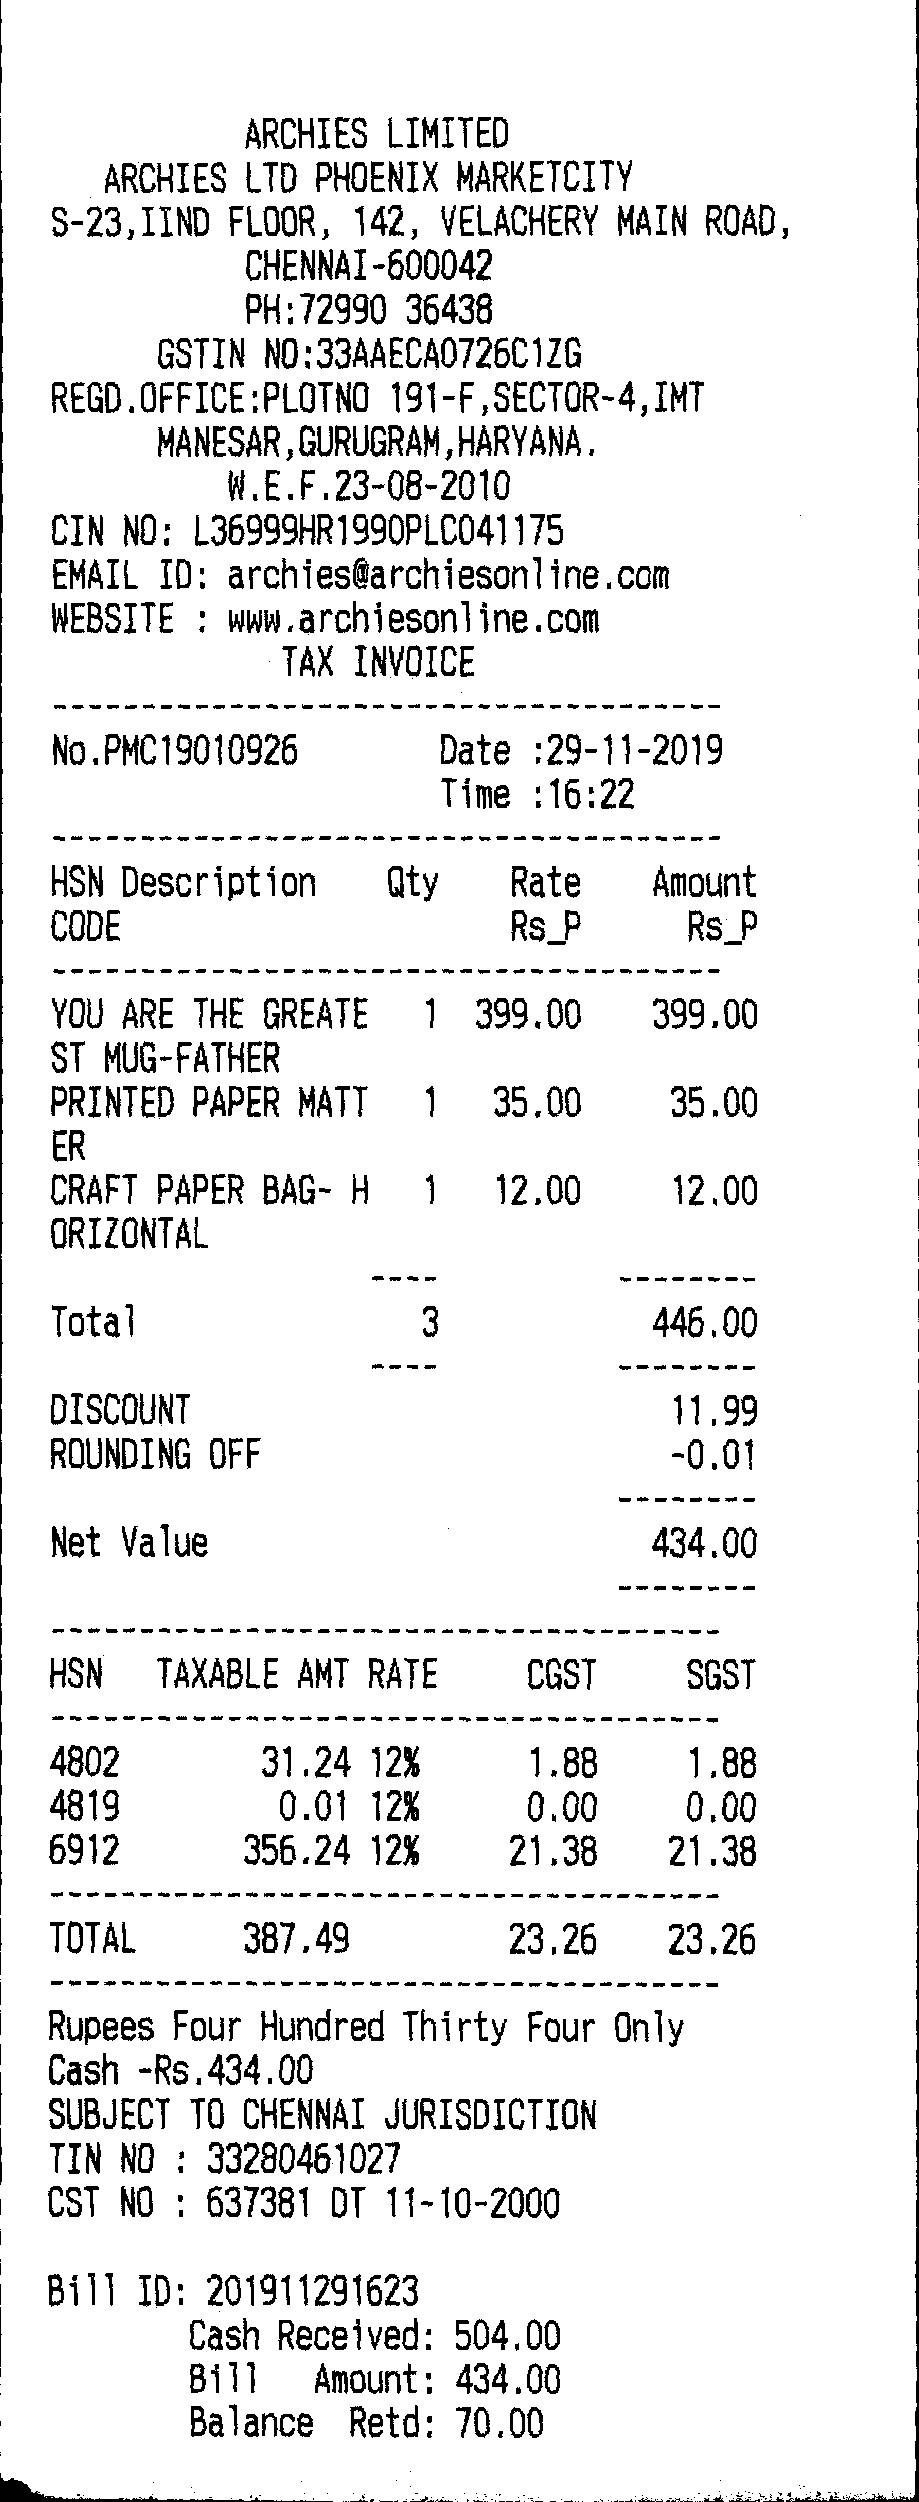 ARCHIES LIMITED
ARCHIES LTD PHOENIX MARKETCITY
S-23,IIND FLOOR, 142, VELACHERY MAIN ROAD,
CHENNAI-600042
PH:72990 36438
GSTIN NO:33AAECA0726C1ZG
REGD.OFFICE:PLOTNO 191-F,SECTOR-4,IMT
MANESAR,GURUGRAM,HARYANA.
W.E.F.23-08-2010
CIN NO: L36999HR1990PLC041175
EMAIL ID: archies@archiesonline.com
WEBSITE : www.archiesonline.com
TAX INVOICE
--------------------------------------
No.PMC19010926 Date :29-11-2019
Time :16:22
--------------------------------------
HSN Description Qty Rate Amount
CODE Rs_P Rs_P
--------------------------------------
YOU ARE THE GREATE 1 399.00 399.00
ST MUG-FATHER
PRINTED PAPER MATT 1 35.00 35.00
ER
CRAFT PAPER BAG- H 1 12.00 12.00
ORIZONTAL
---- --------
Total 3 446.00
---- --------
DISCOUNT 11.99
ROUNDING OFF -0.01
--------
Net Value 434.00
--------
--------------------------------------
HSN TAXABLE AMT RATE CGST SGST
--------------------------------------
4802 31.24 12% 1.88 1.88
4819 0.01 12% 0.00 0.00
6912 356.24 12% 21.38 21.38
--------------------------------------
TOTAL 387.49 23.26 23.26
--------------------------------------
Rupees Four Hundred Thirty Four Only
Cash -Rs.434.00
SUBJECT TO CHENNAI JURISDICTION
TIN NO : 33280461027
CST NO : 637381 DT 11-10-2000
Bill ID: 201911291623
Cash Received: 504.00
Bill Amount: 434.00
Balance Retd: 70.00